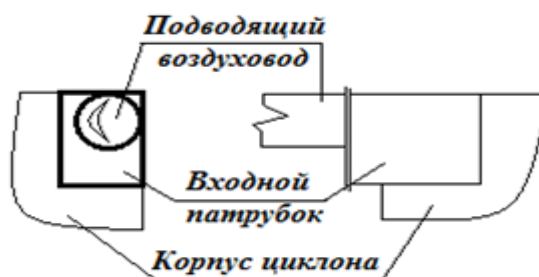 Подводящий
воздуховод
Входной
патрубок
Корпус циклона